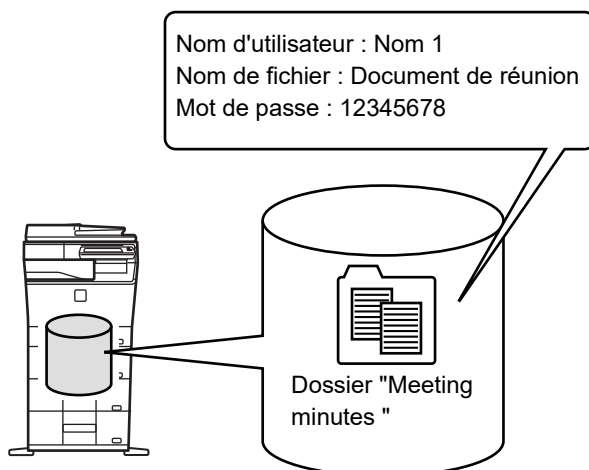 Nom d'utilisateur : Nom 1
Nom de fichier : Document de réunion
Mot de passe : 12345678
Dossier "Meeting
minutes "